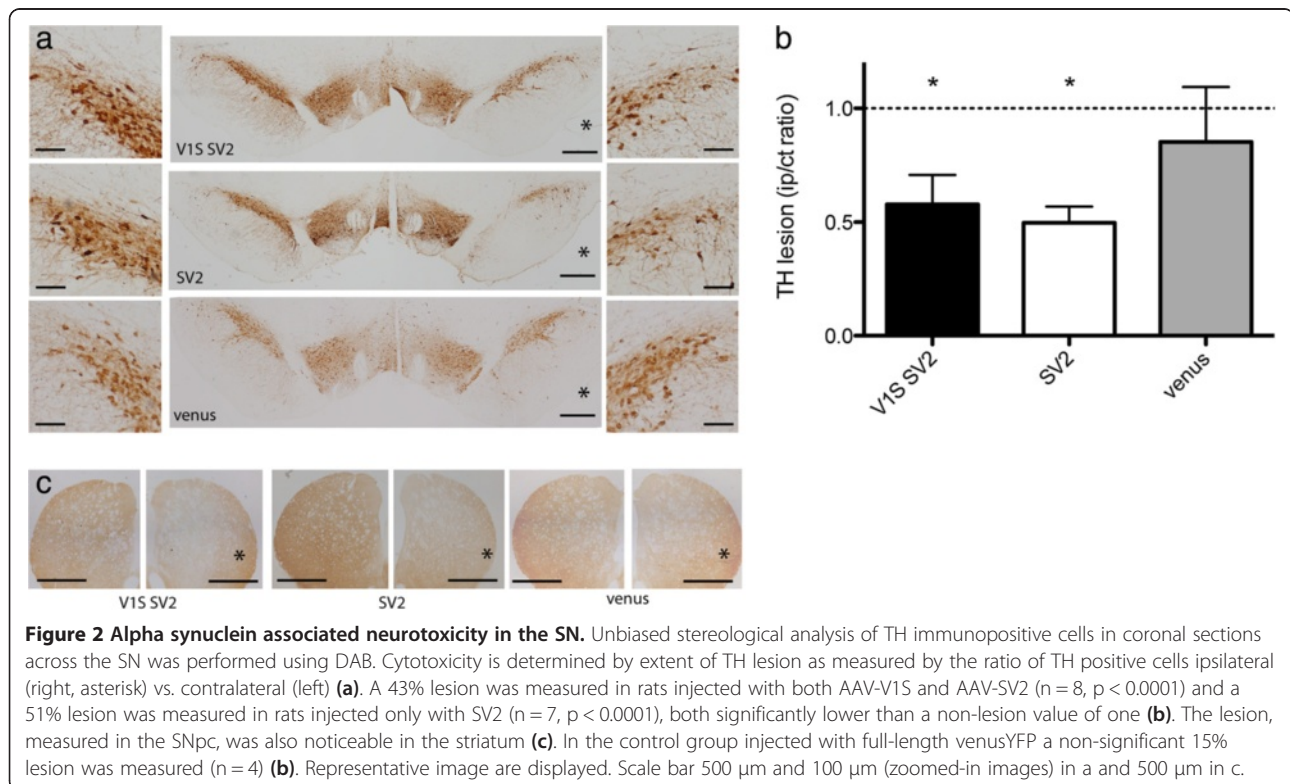 a
V1S SV2
*
SV2
*
venus
*
b
TH lesion (ip/ct ratio)
1.0
0.5
0.0
*
*
V1S SV2
SV2
venus
c
*
*
*
V1S SV2
SV2
venus
Figure 2 Alpha synuclein associated neurotoxicity in the SN. Unbiased stereological analysis of TH immunopositive cells in coronal sections
across the SN was performed using DAB. Cytotoxicity is determined by extent of TH lesion as measured by the ratio of TH positive cells ipsilateral
(right, asterisk) vs. contralateral (left) (a). A 43% lesion was measured in rats injected with both AAV-V1S and AAV-SV2 (n = 8, p < 0.0001) and a
51% lesion was measured in rats injected only with SV2 (n = 7, p < 0.0001), both significantly lower than a non-lesion value of one (b). The lesion,
measured in the SNpc, was also noticeable in the striatum (c). In the control group injected with full-length venusYFP a non-significant 15%
lesion was measured (n = 4) (b). Representative image are displayed. Scale bar 500 μm and 100 μm (zoomed-in images) in a and 500 μm in c.